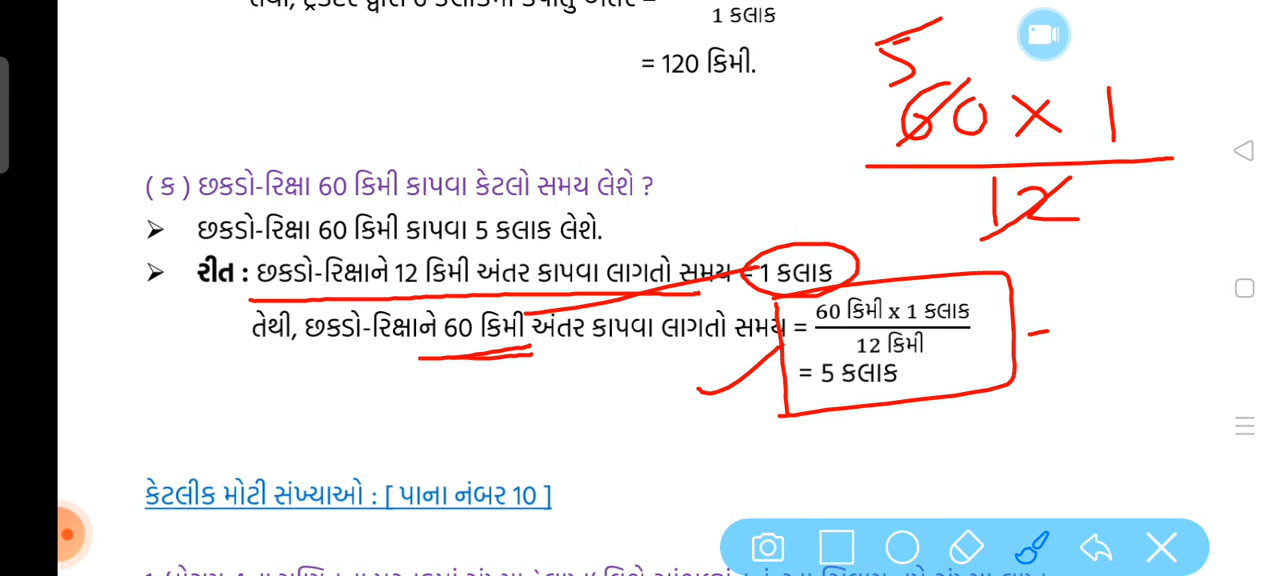 1 કલાક
= 120 કિમી.
5
60 × 1
12
( ક ) છકડો-રિક્ષા 60 કિમી કાપવા કેટલો સમય લેશે ?
➢ છકડો-રિક્ષા 60 કિમી કાપવા 5 કલાક લેશે.
➢ રીત : છકડો-રિક્ષાને 12 કિમી અંતર કાપવા લાગતો સમય = 1 કલાક
તેથી, છકડો-રિક્ષાને 60 કિમી અંતર કાપવા લાગતો સમય = 60 કિમી x 1 કલાક
12 કિમી
= 5 કલાક
કેટલીક મોટી સંખ્યાઓ : [ પાના નંબર 10 ]